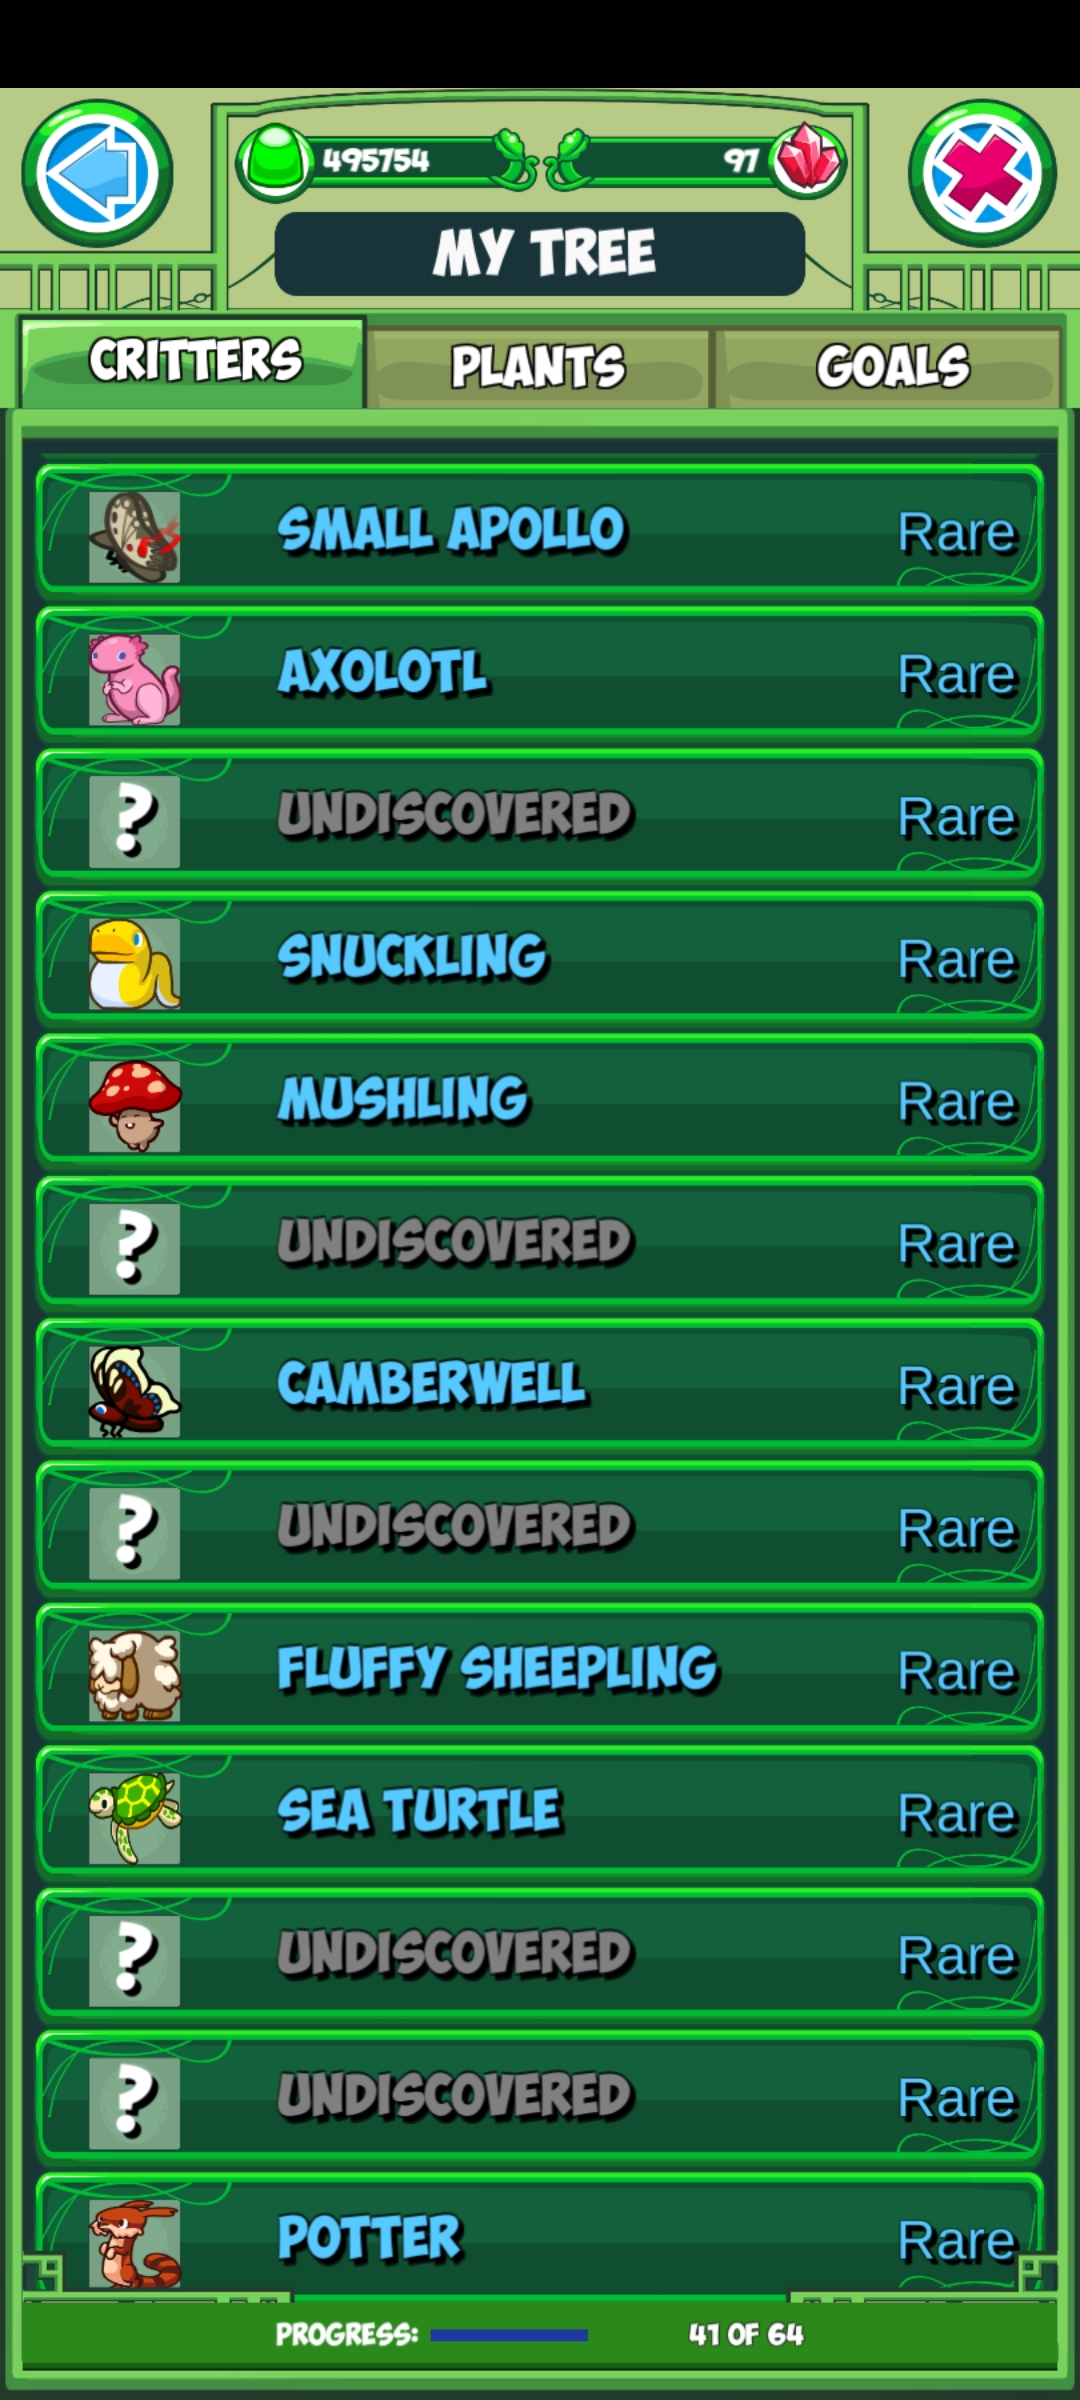 495754
97
MY TREE
CRITTERS
PLANTS
GOALS
SMALL APOLLO Rare
AXOLOTL Rare
? UNDISCOVERED Rare
SNUCKLING Rare
MUSHLING Rare
? UNDISCOVERED Rare
CAMBERWELL Rare
? UNDISCOVERED Rare
FLUFFY SHEEPLING Rare
SEA TURTLE Rare
? UNDISCOVERED Rare
? UNDISCOVERED Rare
POTTER Rare
PROGRESS: 41 OF 64